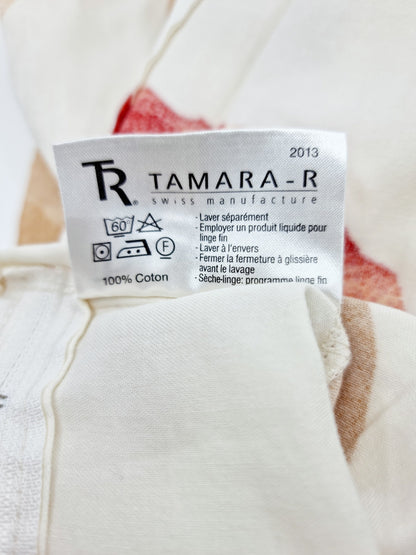 2013
TR®
TAMARA-R
swiss manufacture
60
F
100% Coton
· Laver séparément
· Employer un produit liquide pour
linge fin
· Laver à l'envers
· Fermer la fermeture à glissière
avant le lavage
· Sèche-linge: programme linge fin